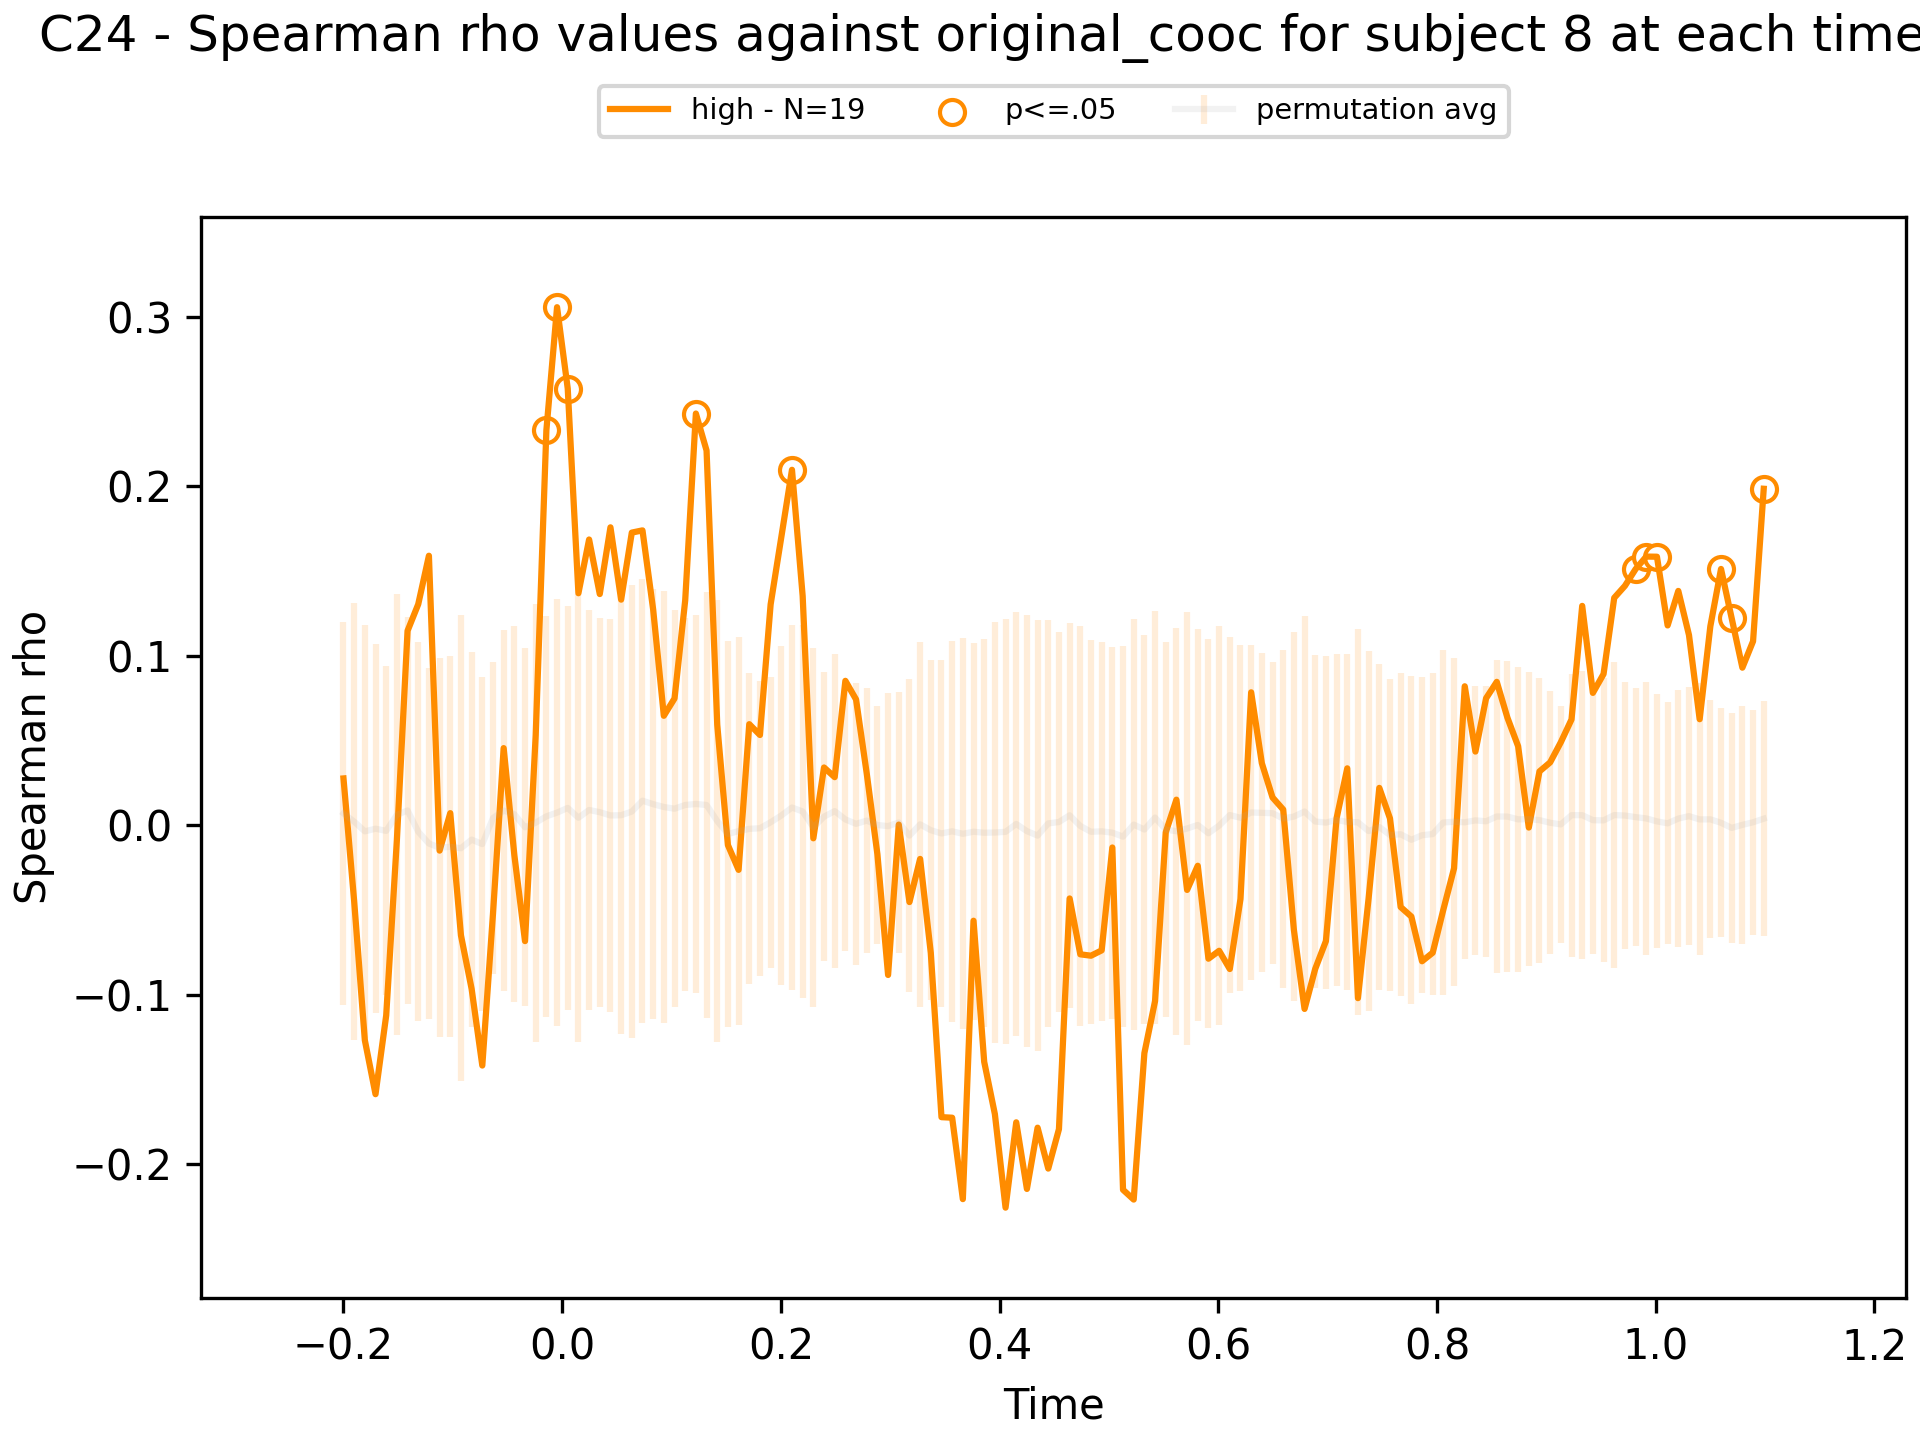 C24 - Spearman rho values against original_cooc for subject 8 at each time
high - N=19 p<=.05 permutation avg
0.3
0.2
0.1
0.0
−0.1
−0.2
Spearman rho
−0.2 0.0 0.2 0.4 0.6 0.8 1.0 1.2
Time